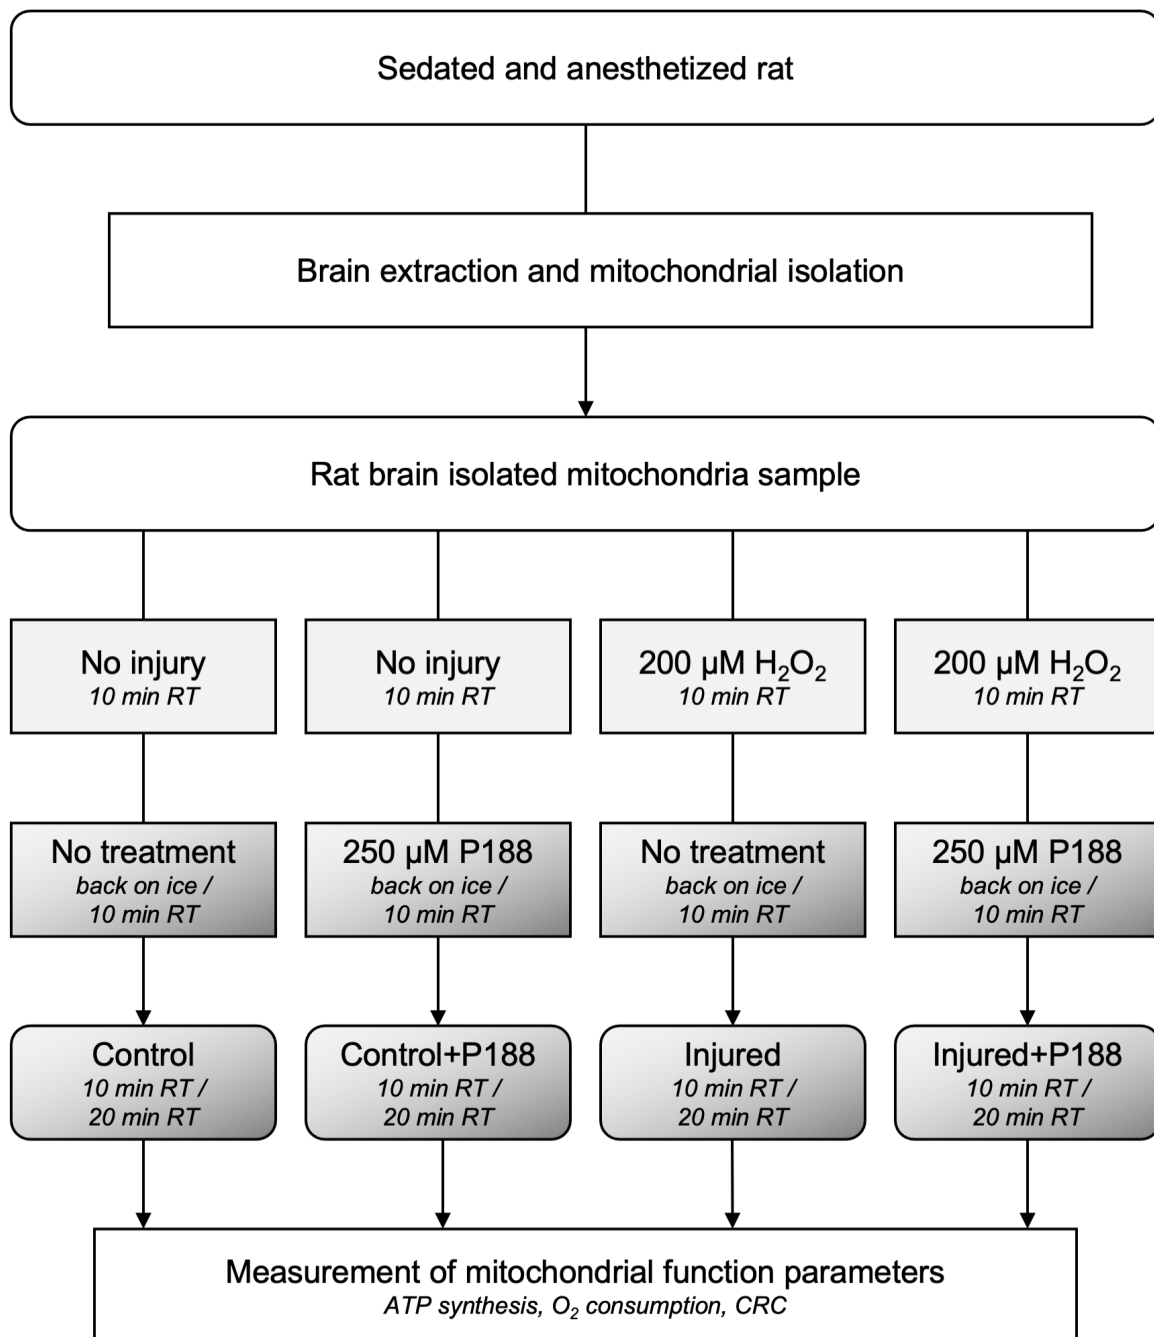 Sedated and anesthetized rat
Brain extraction and mitochondrial isolation
Rat brain isolated mitochondria sample
No injury
10 min RT
No injury
10 min RT
200 µM H₂O₂
10 min RT
200 µM H₂O₂
10 min RT
No treatment
back on ice /
10 min RT
250 µM P188
back on ice /
10 min RT
No treatment
back on ice /
10 min RT
250 µM P188
back on ice /
10 min RT
Control
10 min RT /
20 min RT
Control+P188
10 min RT /
20 min RT
Injured
10 min RT /
20 min RT
Injured+P188
10 min RT /
20 min RT
Measurement of mitochondrial function parameters
ATP synthesis, O₂ consumption, CRC